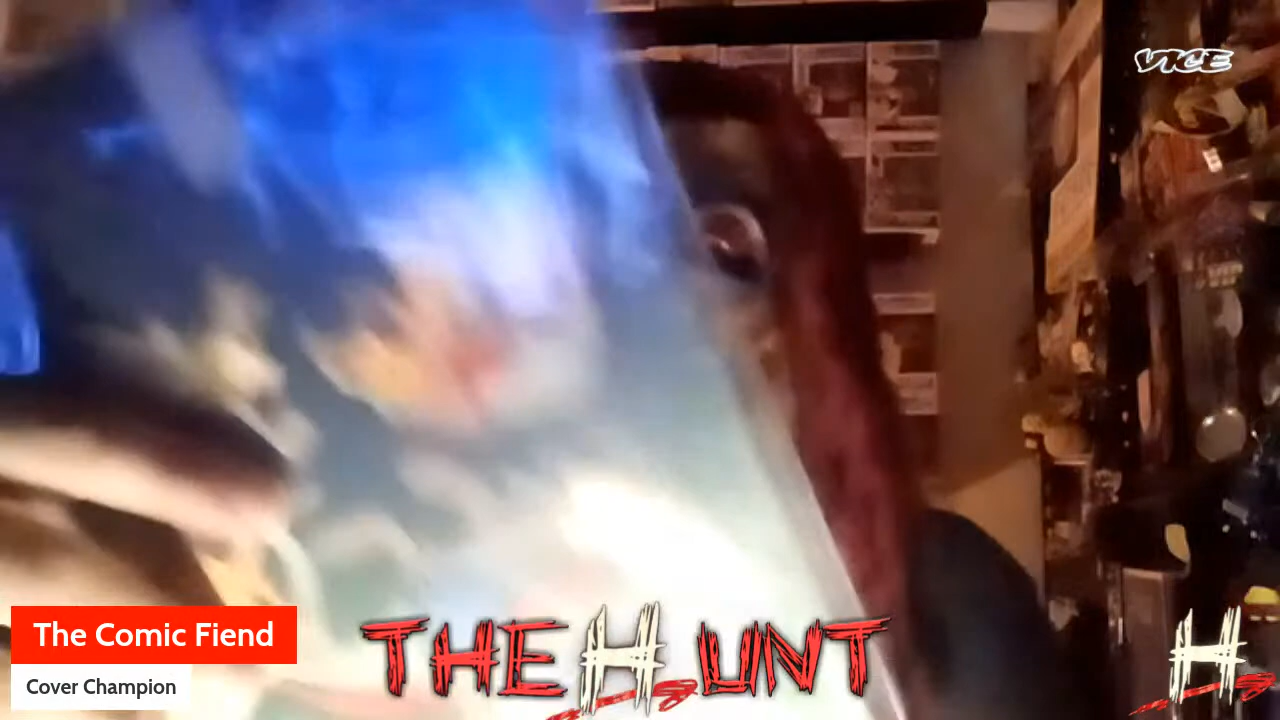 VICE
The Comic Fiend
Cover Champion
THE HUNT
H